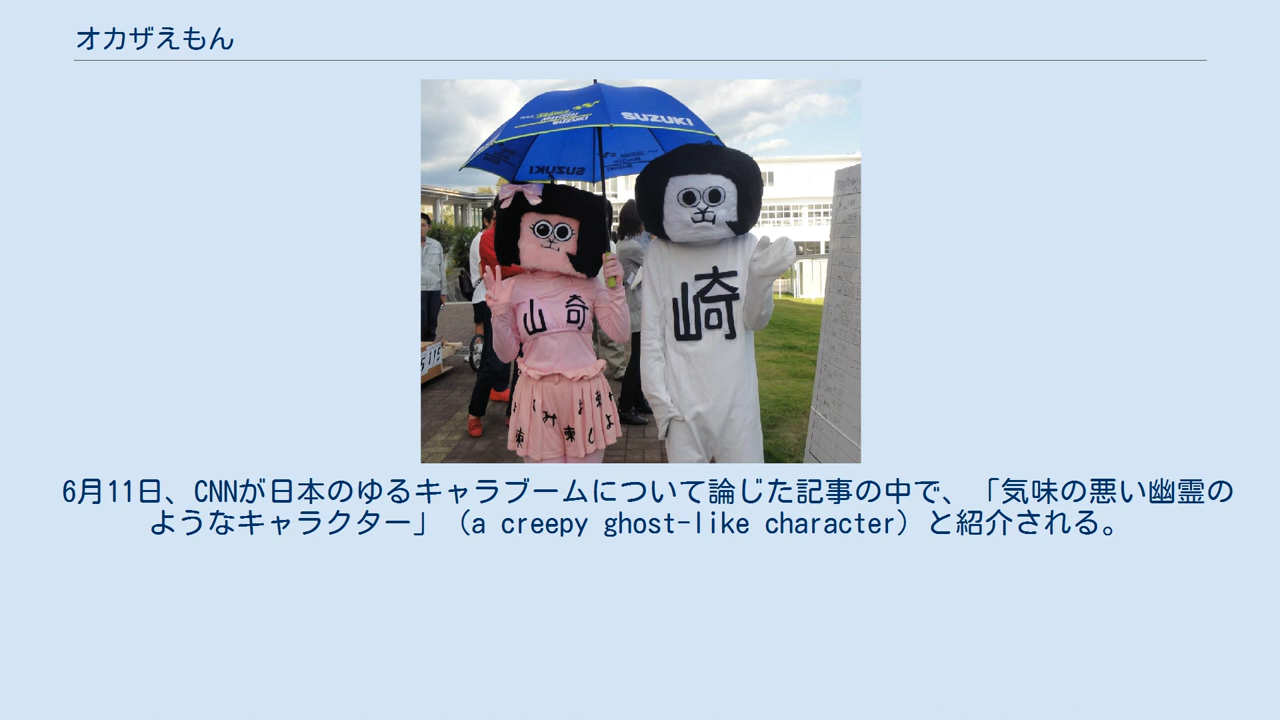 オカザえもん
SUZUKI
SUZUKI
SUZUKI
山 奇
崎
5115
6月11日、CNNが日本のゆるキャラブームについて論じた記事の中で、「気味の悪い幽霊の
ようなキャラクター」（a creepy ghost-like character）と紹介される。